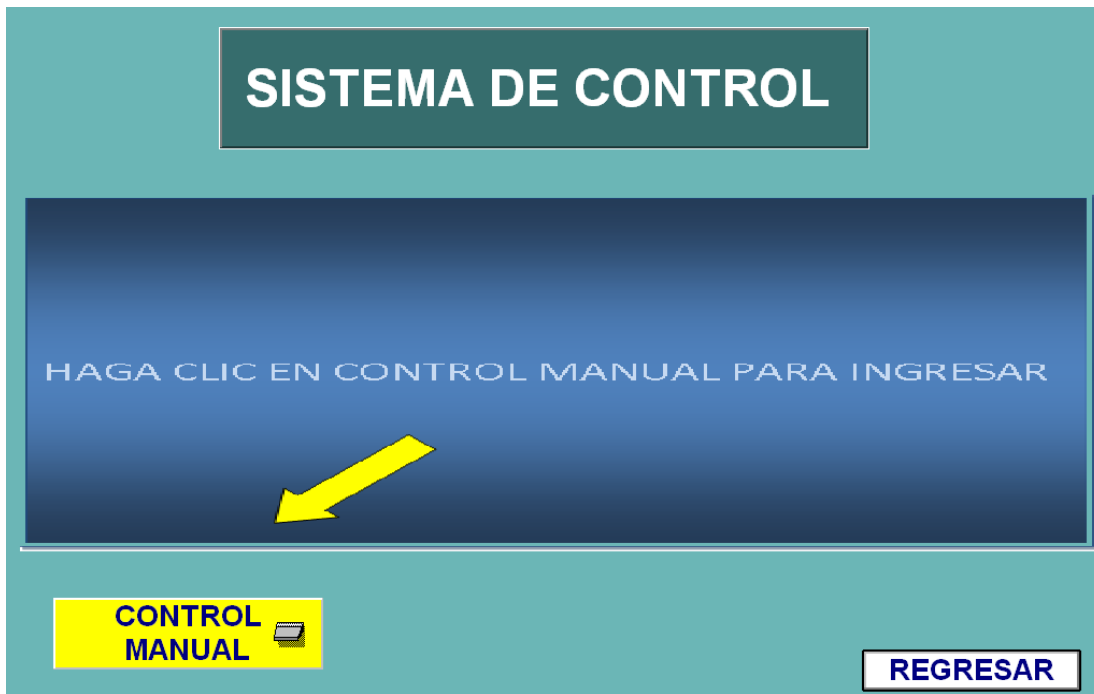 SISTEMA DE CONTROL
HAGA CLIC EN CONTROL MANUAL PARA INGRESAR
CONTROL
MANUAL
REGRESAR